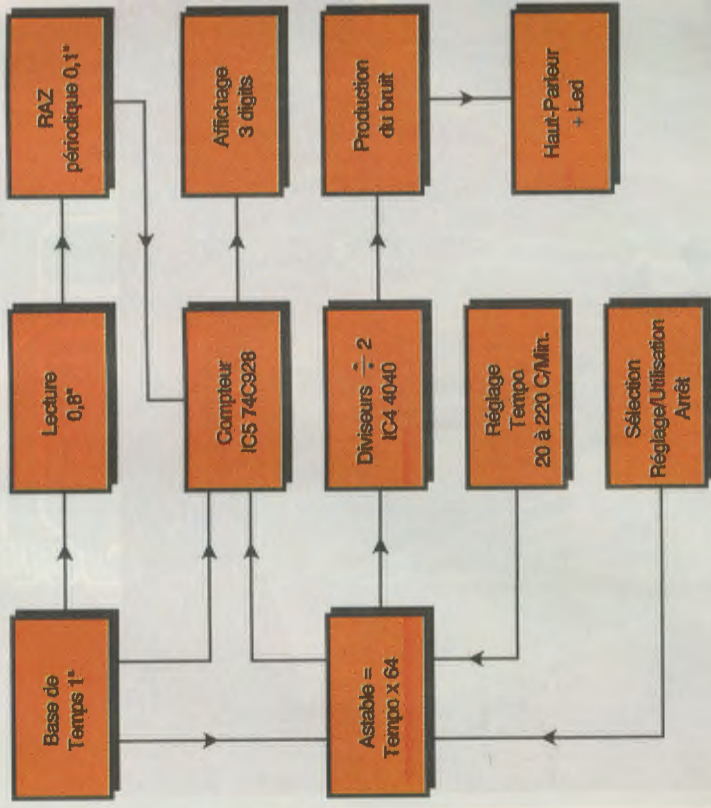 Base de
Temps 1"
Lecture
0,8"
RAZ
périodique 0,1"
Compteur
IC5 74C928
Affichage
3 digits
Astable =
Tempo X 64
Diviseurs ÷ 2
IC4 4040
Production
du bruit
Réglage
Tempo
20 à 220 C/Min.
Haut-Parleur
+ Led
Sélection
Réglage/Utilisation
Arrêt